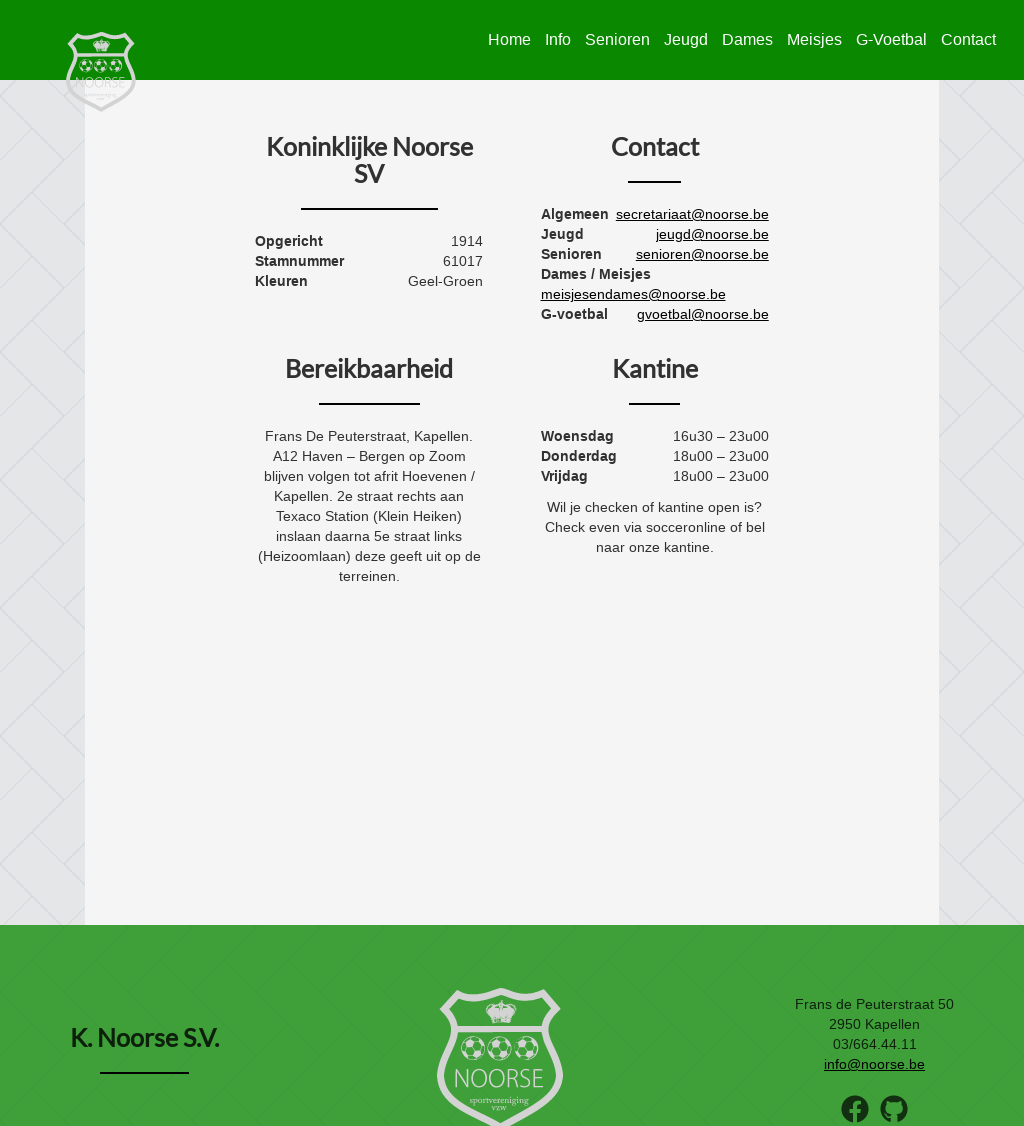 Home Info Senioren Jeugd Dames Meisjes G-Voetbal Contact
NOORSE
Koninklijke Noorse
SV
Opgericht 1914
Stamnummer 61017
Kleuren Geel-Groen
Contact
Algemeen secretariaat@noorse.be
Jeugd jeugd@noorse.be
Senioren senioren@noorse.be
Dames / Meisjes
meisjesendames@noorse.be
G-voetbal gvoetbal@noorse.be
Bereikbaarheid
Frans De Peuterstraat, Kapellen.
A12 Haven – Bergen op Zoom
blijven volgen tot afrit Hoevenen /
Kapellen. 2e straat rechts aan
Texaco Station (Klein Heiken)
inslaan daarna 5e straat links
(Heizoomlaan) deze geeft uit op de
terreinen.
Kantine
Woensdag 16u30 – 23u00
Donderdag 18u00 – 23u00
Vrijdag 18u00 – 23u00
Wil je checken of kantine open is?
Check even via socceronline of bel
naar onze kantine.
K. Noorse S.V.
NOORSE
sportvereniging
vzw
Frans de Peuterstraat 50
2950 Kapellen
03/664.44.11
info@noorse.be